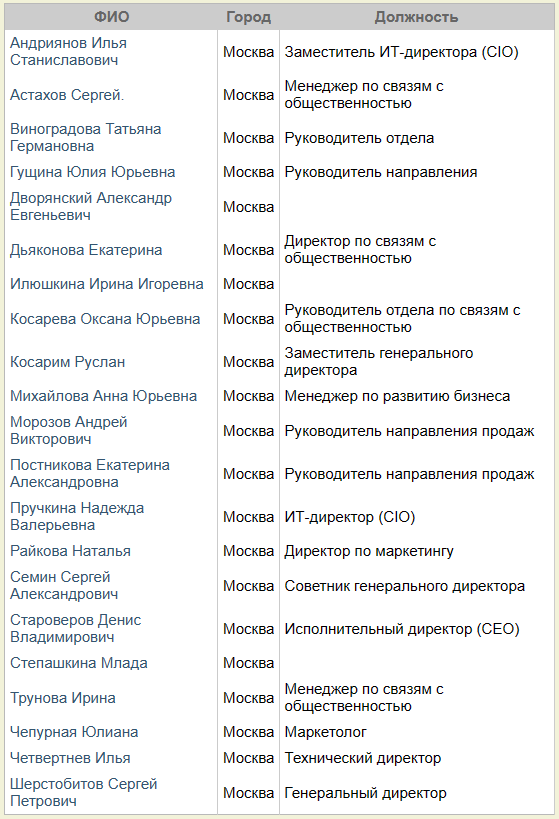 ФИО Город Должность
Андриянов Илья
Станиславович Москва Заместитель ИТ-директора (CIO)
Астахов Сергей. Москва Менеджер по связям с
общественностью
Виноградова Татьяна
Германовна Москва Руководитель отдела
Гущина Юлия Юрьевна Москва Руководитель направления
Дворянский Александр
Евгеньевич Москва
Дьяконова Екатерина Москва Директор по связям с
общественностью
Илюшкина Ирина Игоревна Москва
Косарева Оксана Юрьевна Москва Руководитель отдела по связям с
общественностью
Косарим Руслан Москва Заместитель генерального
директора
Михайлова Анна Юрьевна Москва Менеджер по развитию бизнеса
Морозов Андрей
Викторович Москва Руководитель направления продаж
Постникова Екатерина
Александровна Москва Руководитель направления продаж
Пручкина Надежда
Валерьевна Москва ИТ-директор (CIO)
Райкова Наталья Москва Директор по маркетингу
Семин Сергей
Александрович Москва Советник генерального директора
Староверов Денис
Владимирович Москва Исполнительный директор (CEO)
Степашкина Млада Москва
Трунова Ирина Москва Менеджер по связям с
общественностью
Чепурная Юлиана Москва Маркетолог
Четвертнев Илья Москва Технический директор
Шерстобитов Сергей
Петрович Москва Генеральный директор